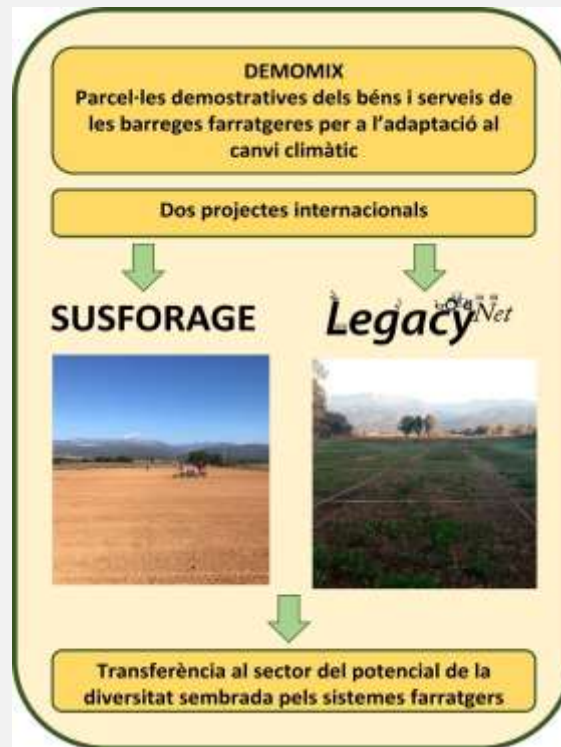 DEMOMIX
Parcel·les demostratives dels béns i serveis de
les barreges farratgeres per a l'adaptació al
canvi climàtic
Dos projectes internacionals
SUSFORAGE
LegacyNet
Transferència al sector del potencial de la
diversitat sembrada pels sistemes farratgers